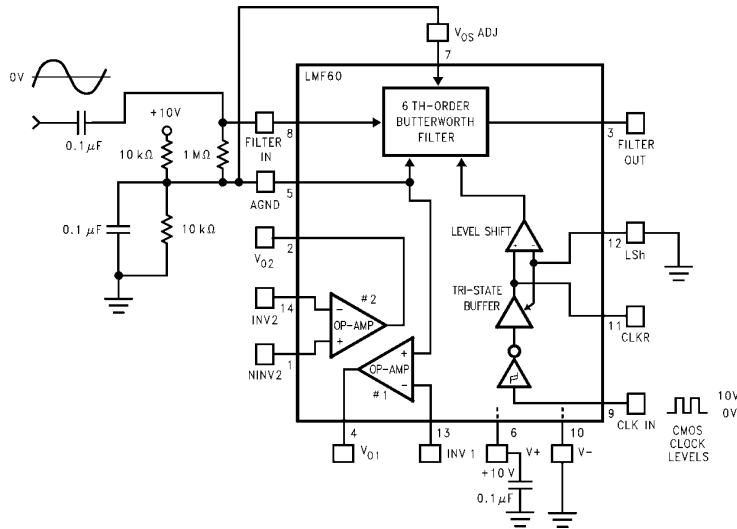 V_OS ADJ
7
LMF60
0V
+10V
0.1 µF
10 kΩ
1 MΩ
FILTER IN
8
6 TH-ORDER
BUTTERWORTH
FILTER
3
FILTER
OUT
5
AGND
0.1 µF
10 kΩ
2
V_O2
LEVEL SHIFT
+
-
12
LSh
TRI-STATE
BUFFER
INV2
14
#2
-
OP-AMP
+
NINV2
1
11
CLKR
+
OP-AMP
-
#1
9
CLK IN
10V
0V
CMOS
CLOCK
LEVELS
4
13
6
10
V_O1
INV 1
V+
V-
+10 V
0.1 µF